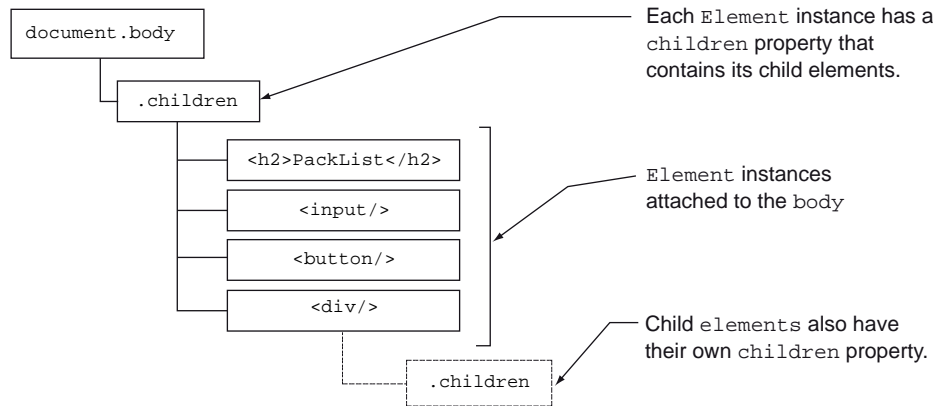 document.body
.children
Each Element instance has a
children property that
contains its child elements.
<h2>PackList</h2>
<input/>
<button/>
<div/>
Element instances
attached to the body
.children
Child elements also have
their own children property.